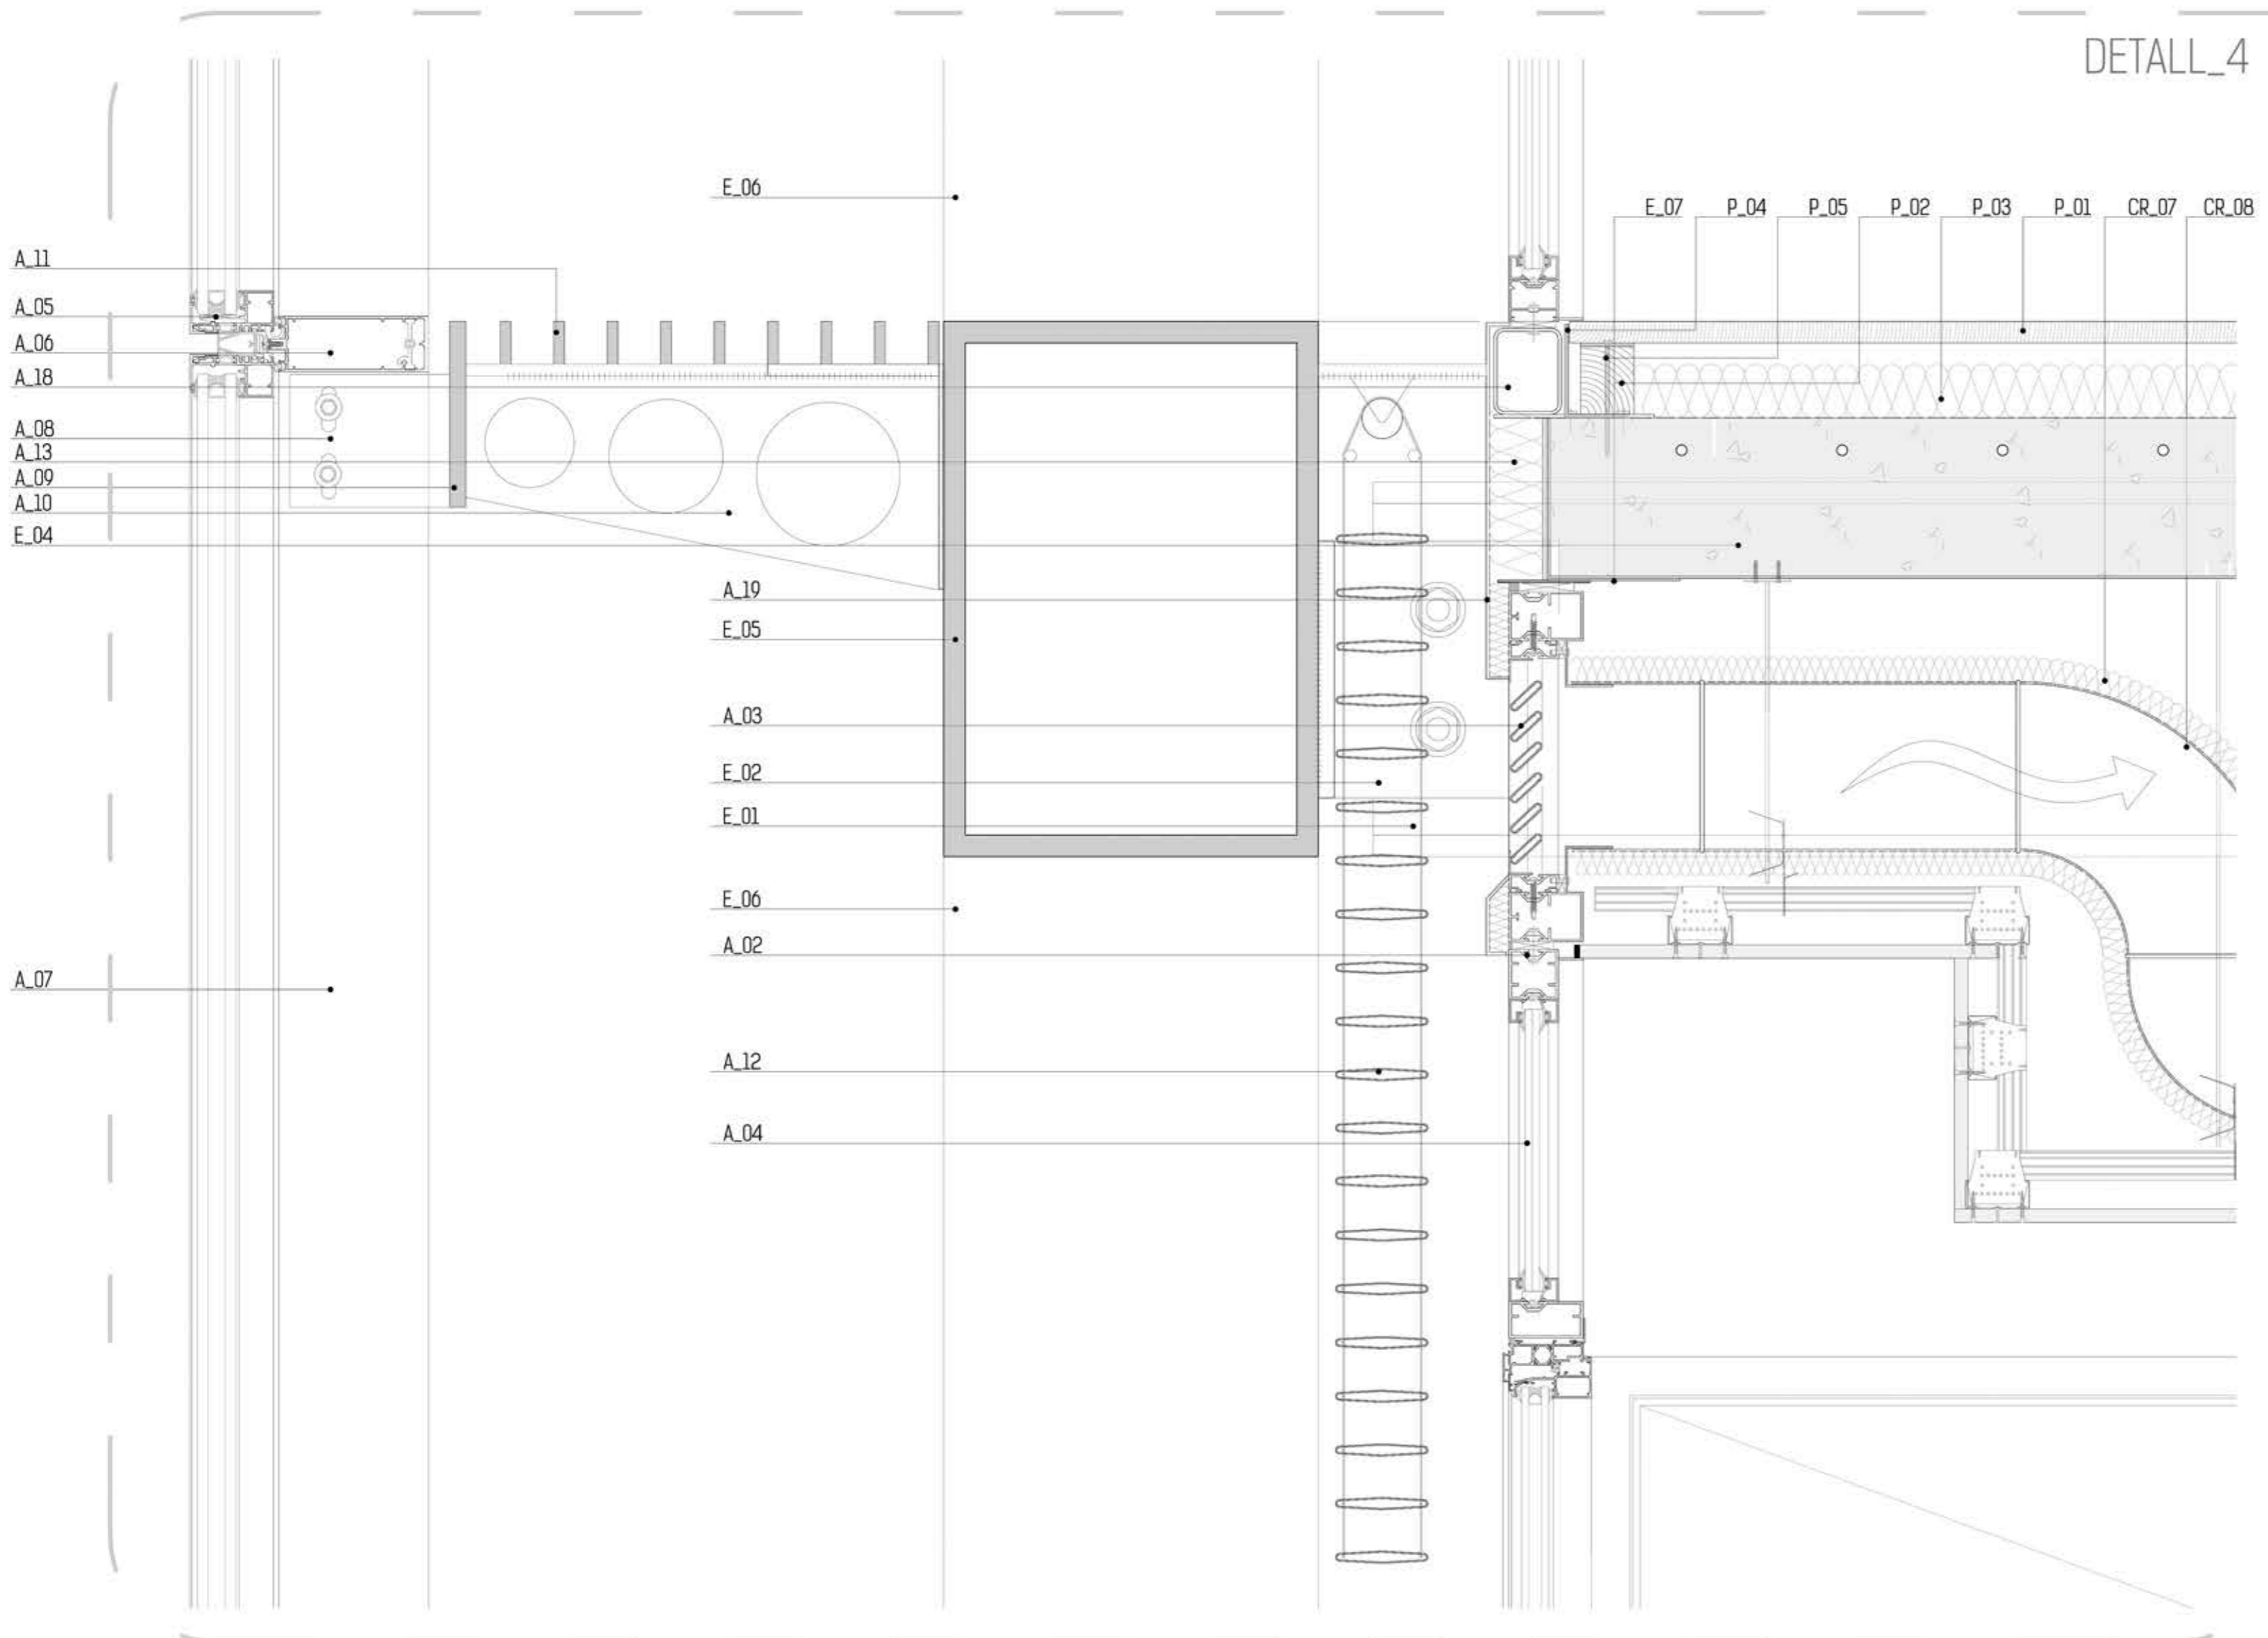 DETALL_4
E_06
E_07 P_04 P_05 P_02 P_03 P_01 CR_07 CR_08
A_11
A_05
A_06
A_18
A_08
A_13
A_09
A_10
E_04
A_19
E_05
A_03
E_02
E_01
E_06
A_02
A_07
A_12
A_04